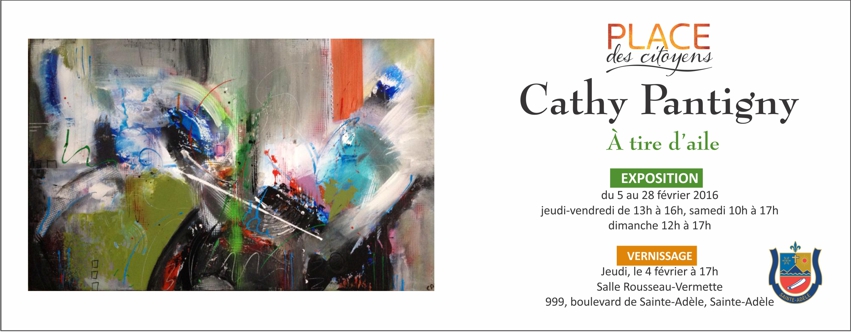 PLACE
des citoyens
Cathy Pantigny
À tire d'aile
EXPOSITION
du 5 au 28 février 2016
jeudi-vendredi de 13h à 16h, samedi 10h à 17h
dimanche 12h à 17h
VERNISSAGE
Jeudi, le 4 février à 17h
Salle Rousseau-Vermette
999, boulevard de Sainte-Adèle, Sainte-Adèle
SAINTE-ADÈLE